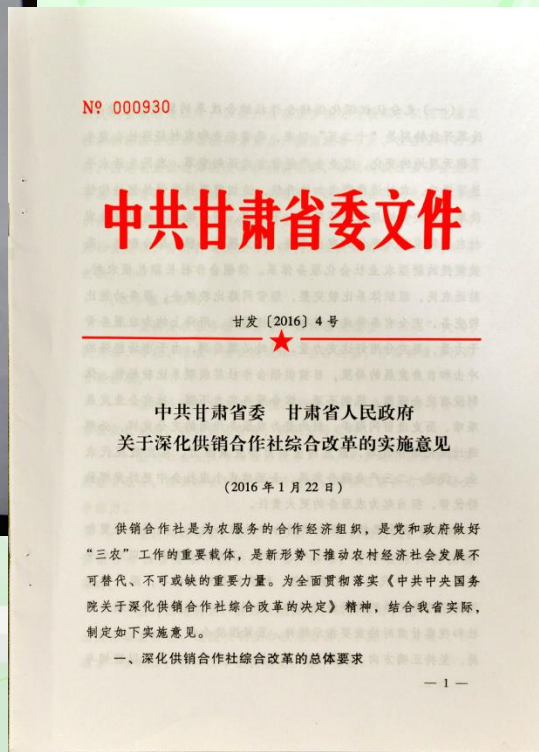 № 000930
中共甘肃省委文件
甘发〔2016〕4号
中共甘肃省委　甘肃省人民政府
关于深化供销合作社综合改革的实施意见
(2016年1月22日)
供销合作社是为农服务的合作经济组织，是党和政府做好
“三农”工作的重要载体，是新形势下推动农村经济社会发展不
可替代、不可或缺的重要力量。为全面贯彻落实《中共中央国务
院关于深化供销合作社综合改革的决定》精神，结合我省实际，
制定如下实施意见。
一、深化供销合作社综合改革的总体要求
— 1 —